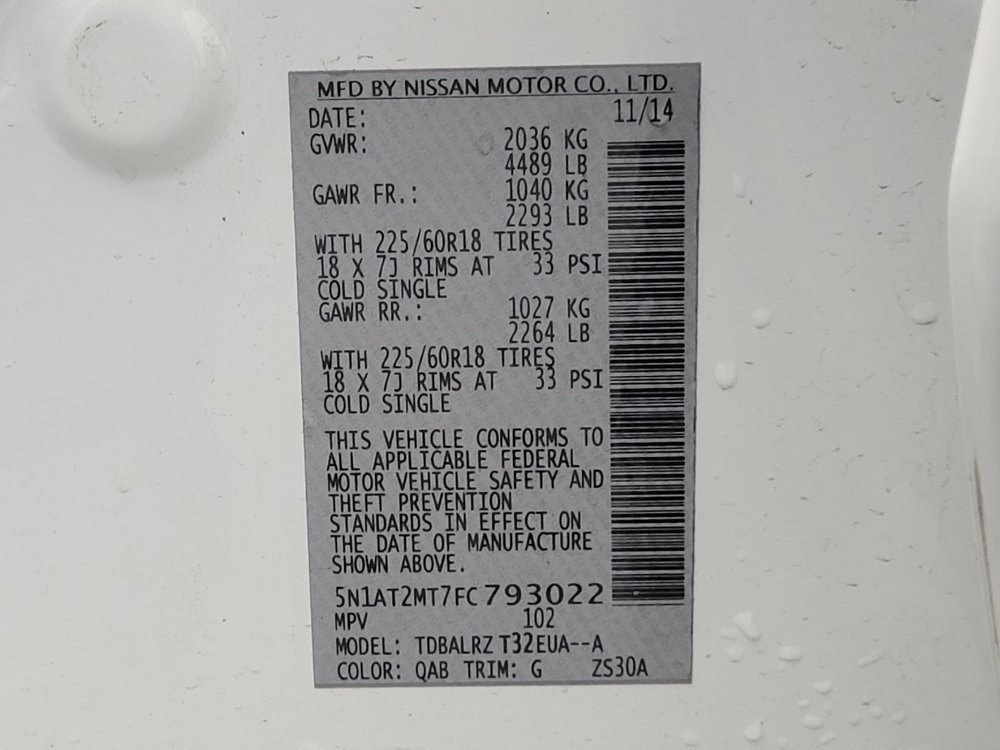 MFD BY NISSAN MOTOR CO., LTD.
DATE: 11/14
GVWR: 2036 KG
4489 LB
GAWR FR.: 1040 KG
2293 LB
WITH 225/60R18 TIRES
18 X 7J RIMS AT 33 PSI
COLD SINGLE
GAWR RR.: 1027 KG
2264 LB
WITH 225/60R18 TIRES
18 X 7J RIMS AT 33 PSI
COLD SINGLE
THIS VEHICLE CONFORMS TO
ALL APPLICABLE FEDERAL
MOTOR VEHICLE SAFETY AND
THEFT PREVENTION
STANDARDS IN EFFECT ON
THE DATE OF MANUFACTURE
SHOWN ABOVE.
5N1AT2MT7FC793022
MPV 102
MODEL: TDBALRZ T32EUA--A
COLOR: QAB TRIM: G ZS30A